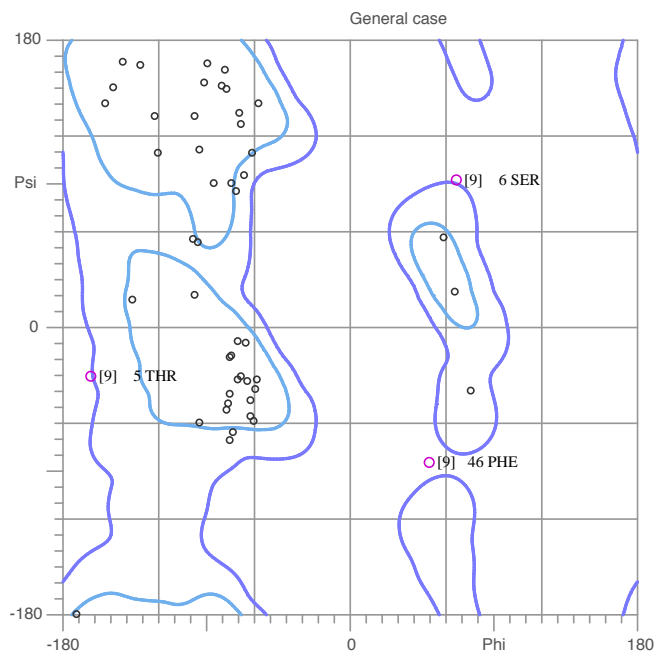 General case
180
Psi
[9] 6 SER
0
[9] 5 THR
[9] 46 PHE
-180
-180 0 Phi 180